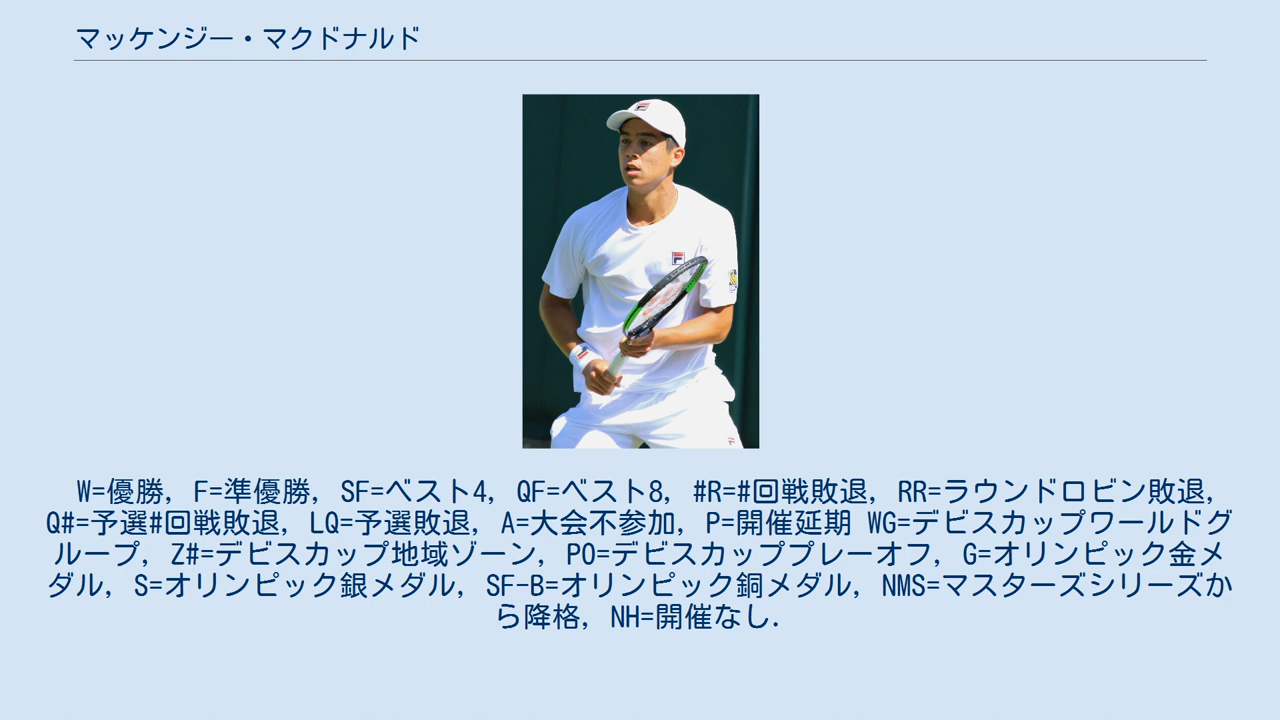 マッケンジー・マクドナルド
W=優勝, F=準優勝, SF=ベスト4, QF=ベスト8, #R=#回戦敗退, RR=ラウンドロビン敗退,
Q#=予選#回戦敗退, LQ=予選敗退, A=大会不参加, P=開催延期 WG=デビスカップワールドグ
ループ, Z#=デビスカップ地域ゾーン, PO=デビスカッププレーオフ, G=オリンピック金メ
ダル, S=オリンピック銀メダル, SF-B=オリンピック銅メダル, NMS=マスターズシリーズか
ら降格, NH=開催なし.